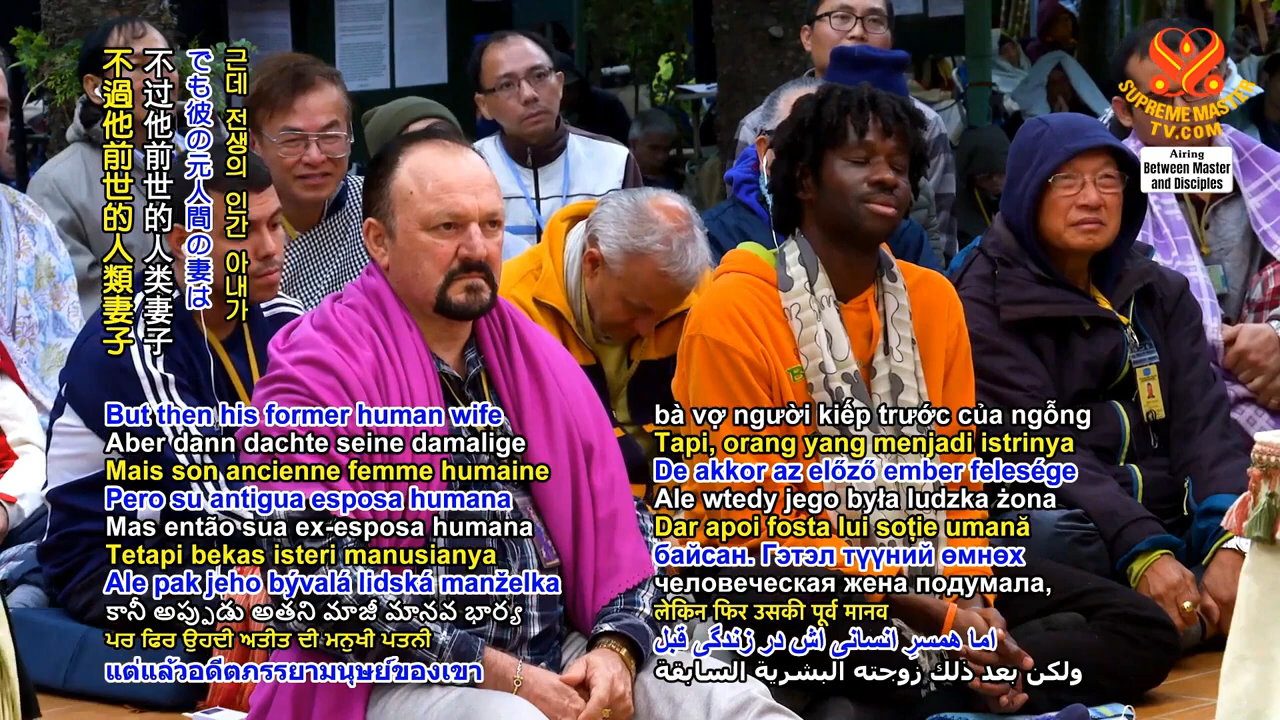 不過他前世的人類妻子
不过他前世的人类妻子
でも彼の元人間の妻は
근데 전생의 인간 아내가
SUPREME MASTER
TV.COM
Airing
Between Master
and Disciples
But then his former human wife
Aber dann dachte seine damalige
Mais son ancienne femme humaine
Pero su antigua esposa humana
Mas então sua ex-esposa humana
Tetapi bekas isteri manusianya
Ale pak jeho bývalá lidská manželka
కానీ అప్పుడు అతని మాజీ మానవ భార్య
ਪਰ ਫਿਰ ਉਹਦੀ ਅਤੀਤ ਦੀ ਮਨੁਖੀ ਪਤਨੀ
แต่แล้วอดีตภรรยามนุษย์ของเขา
bà vợ người kiếp trước của ngỗng
Tapi, orang yang menjadi istrinya
De akkor az előző ember felesége
Ale wtedy jego była ludzka żona
Dar apoi fosta lui soție umană
байсан. Гэтэл түүний өмнөх
человеческая жена подумала,
लेकिन फिर उसकी पूर्व मानव
اما همسر انسانی اش در زندگی قبل
ولكن بعد ذلك زوجته البشرية السابقة